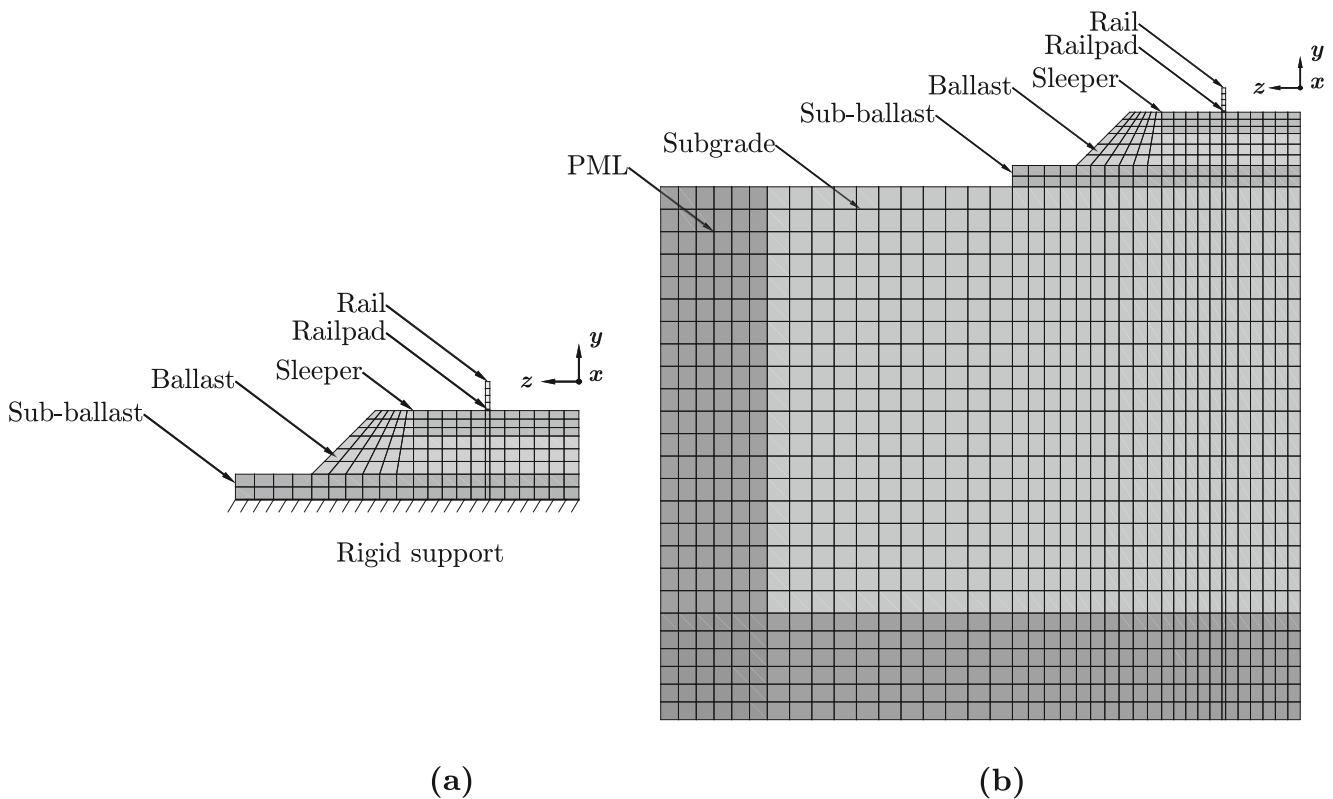 Rail
Railpad
Sleeper
Ballast
Sub-ballast
y
z
x
Rigid support
(a)
Rail
Railpad
Sleeper
Ballast
Sub-ballast
Subgrade
PML
y
z
x
(b)